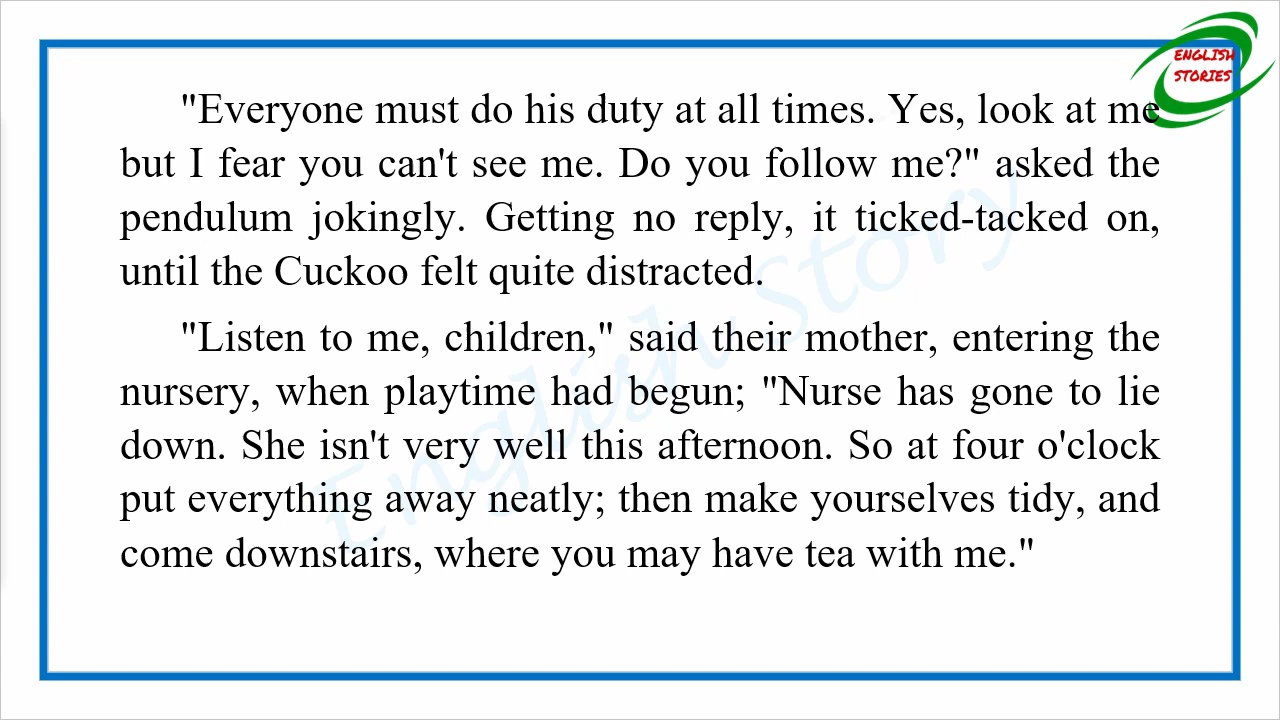 ENGLISH
STORIES
"Everyone must do his duty at all times. Yes, look at me
but I fear you can't see me. Do you follow me?" asked the
pendulum jokingly. Getting no reply, it ticked-tacked on,
until the Cuckoo felt quite distracted.
"Listen to me, children," said their mother, entering the
nursery, when playtime had begun; "Nurse has gone to lie
down. She isn't very well this afternoon. So at four o'clock
put everything away neatly; then make yourselves tidy, and
come downstairs, where you may have tea with me."
English Story